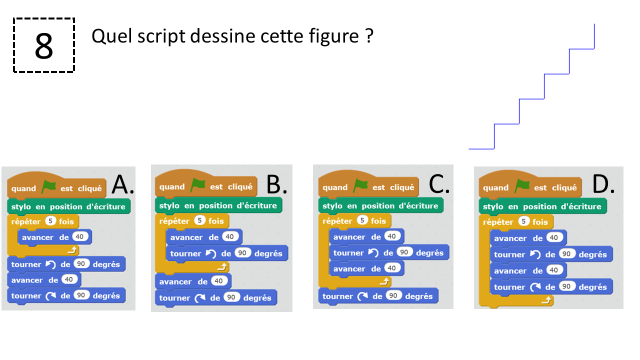 8
Quel script dessine cette figure ?
A.
quand est cliqué
stylo en position d'écriture
répéter 5 fois
avancer de 40
tourner de 90 degrés
avancer de 40
tourner de 90 degrés
B.
quand est cliqué
stylo en position d'écriture
répéter 5 fois
avancer de 40
tourner de 90 degrés
avancer de 40
tourner de 90 degrés
C.
quand est cliqué
stylo en position d'écriture
répéter 5 fois
avancer de 40
tourner de 90 degrés
avancer de 40
tourner de 90 degrés
D.
quand est cliqué
stylo en position d'écriture
répéter 5 fois
avancer de 40
tourner de 90 degrés
avancer de 40
tourner de 90 degrés